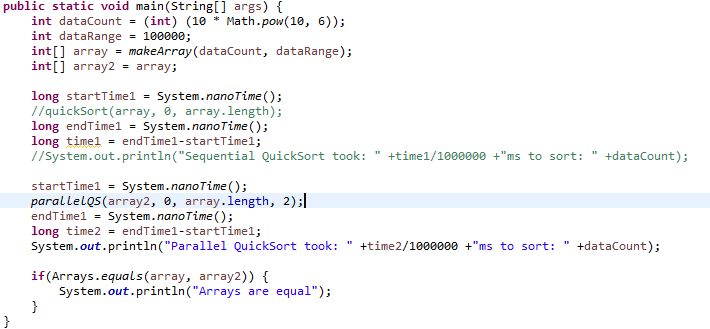 public static void main(String[] args) {
    int dataCount = (int) (10 * Math.pow(10, 6));
    int dataRange = 100000;
    int[] array = makeArray(dataCount, dataRange);
    int[] array2 = array;

    long startTime1 = System.nanoTime();
    //quickSort(array, 0, array.length);
    long endTime1 = System.nanoTime();
    long time1 = endTime1-startTime1;
    //System.out.println("Sequential QuickSort took: " +time1/1000000 +"ms to sort: " +dataCount);

    startTime1 = System.nanoTime();
    parallelQS(array2, 0, array.length, 2);
    endTime1 = System.nanoTime();
    long time2 = endTime1-startTime1;
    System.out.println("Parallel QuickSort took: " +time2/1000000 +"ms to sort: " +dataCount);

    if(Arrays.equals(array, array2)) {
        System.out.println("Arrays are equal");
    }
}